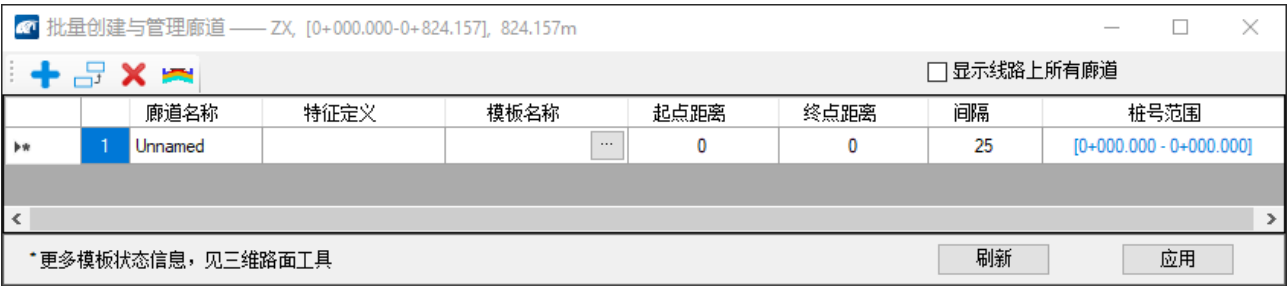 批量创建与管理廊道 —— ZX, [0+000.000-0+824.157], 824.157m
显示线路上所有廊道
廊道名称 特征定义 模板名称 起点距离 终点距离 间隔 桩号范围
1 Unnamed ... 0 0 25 [0+000.000 - 0+000.000]
*更多模板状态信息，见三维路面工具 刷新 应用